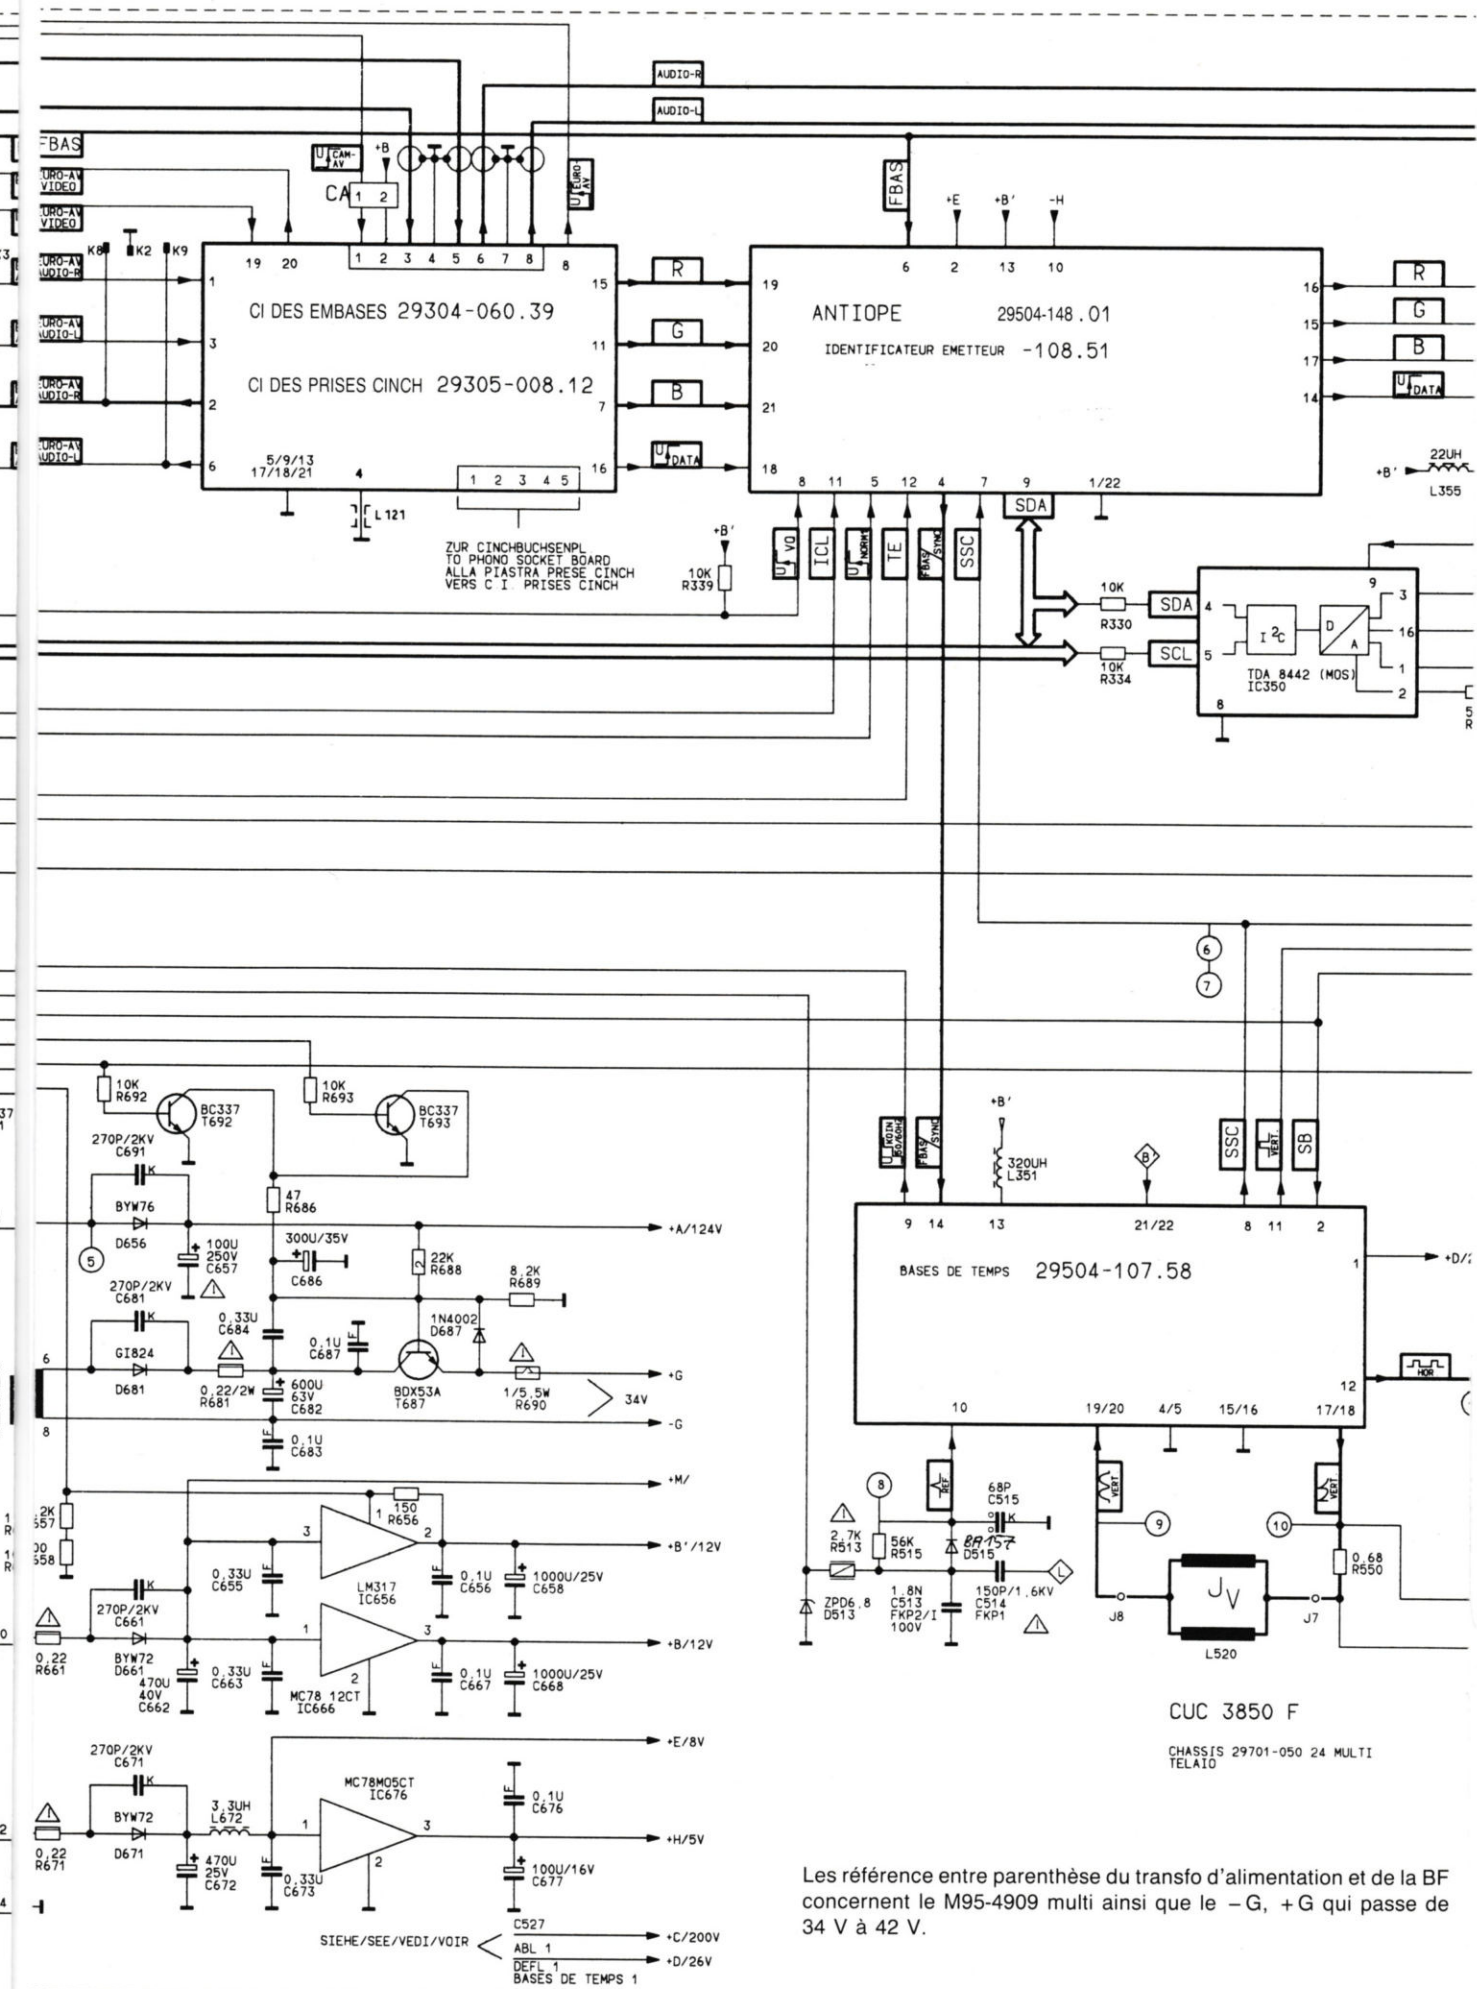 AUDIO-R
AUDIO-L
FBAS
EURO-AV
VIDEO
EURO-AV
VIDEO
EURO-AV
AUDIO-R
EURO-AV
AUDIO-L
EURO-AV
AUDIO-R
EURO-AV
AUDIO-L
K8 K2 K9
U CAM-AV
+B
CA 1 2
U EURO-AV
FBAS
+E +B' -H
19 20 1 2 3 4 5 6 7 8 8
1 3 2 6
15 11 7 16
CI DES EMBASES 29304-060.39
CI DES PRISES CINCH 29305-008.12
5/9/13
17/18/21
4
1 2 3 4 5
L121
ZUR CINCHBUCHSENPL
TO PHONO SOCKET BOARD
ALLA PIASTRA PRESE CINCH
VERS C I. PRISES CINCH
R
G
B
U DATA
6 2 13 10
19 20 21 18
ANTIOPE 29504-148.01
IDENTIFICATEUR EMETTEUR -108.51
16 15 17 14
8 11 5 12 4 7 9 1/22
R
G
B
U DATA
22UH
+B'
L355
+B'
10K
R339
U VQ
ICL
U NORM1
TE
FBAS/SYNC
SSC
SDA
10K
R330
SDA 4
SCL 5
10K
R334
I²C
D
A
9
3
16
1
2
8
TDA 8442 (MOS)
IC350
6
7
10K
R692
BC337
T692
10K
R693
BC337
T693
270P/2KV
C691
K
BYW76
D656
5
47
R686
100U
250V
C657
300U/35V
C686
+A/124V
22K
R688
8,2K
R689
270P/2KV
C681
K
GI824
D681
6
8
0,33U
C684
0,22/2W
R681
600U
63V
C682
0,1U
C683
0,1U
C687
BDX53A
T687
1N4002
D687
1/5,5W
R690
34V
+G
-G
+M/
150
R656
1
3
2
LM317
IC656
0,33U
C655
0,1U
C656
1000U/25V
C658
+B'/12V
270P/2KV
C661
K
0,22
R661
BYW72
D661
470U
40V
C662
0,33U
C663
1
3
2
MC78 12CT
IC666
0,1U
C667
1000U/25V
C668
+B/12V
+E/8V
270P/2KV
C671
K
0,22
R671
BYW72
D671
3,3UH
L672
470U
25V
C672
0,33U
C673
MC78M05CT
IC676
1
3
2
0,1U
C676
100U/16V
C677
+H/5V
SIEHE/SEE/VEDI/VOIR
C527
ABL 1
DEFL 1
BASES DE TEMPS 1
+C/200V
+D/26V
U KOIN 50/60HZ
FBAS/SYNC
+B'
320UH
L351
B'
SSC
VERT.
SB
9 14 13 21/22 8 11 2
BASES DE TEMPS 29504-107.58
1
12
+D/
HOR
10 19/20 4/5 15/16 17/18
REF
VERT
VERT.
8
9
10
68P
C515
K
2,7K
R513
56K
R515
BA157
D515
ZPD6,8
D513
1,8N
C513
FKP2/I
100V
150P/1,6KV
C514
FKP1
L
J8
JV
J7
L520
0,68
R550
CUC 3850 F
CHASSIS 29701-050 24 MULTI
TELAIO
Les référence entre parenthèse du transfo d'alimentation et de la BF
concernent le M95-4909 multi ainsi que le –G, +G qui passe de
34 V à 42 V.